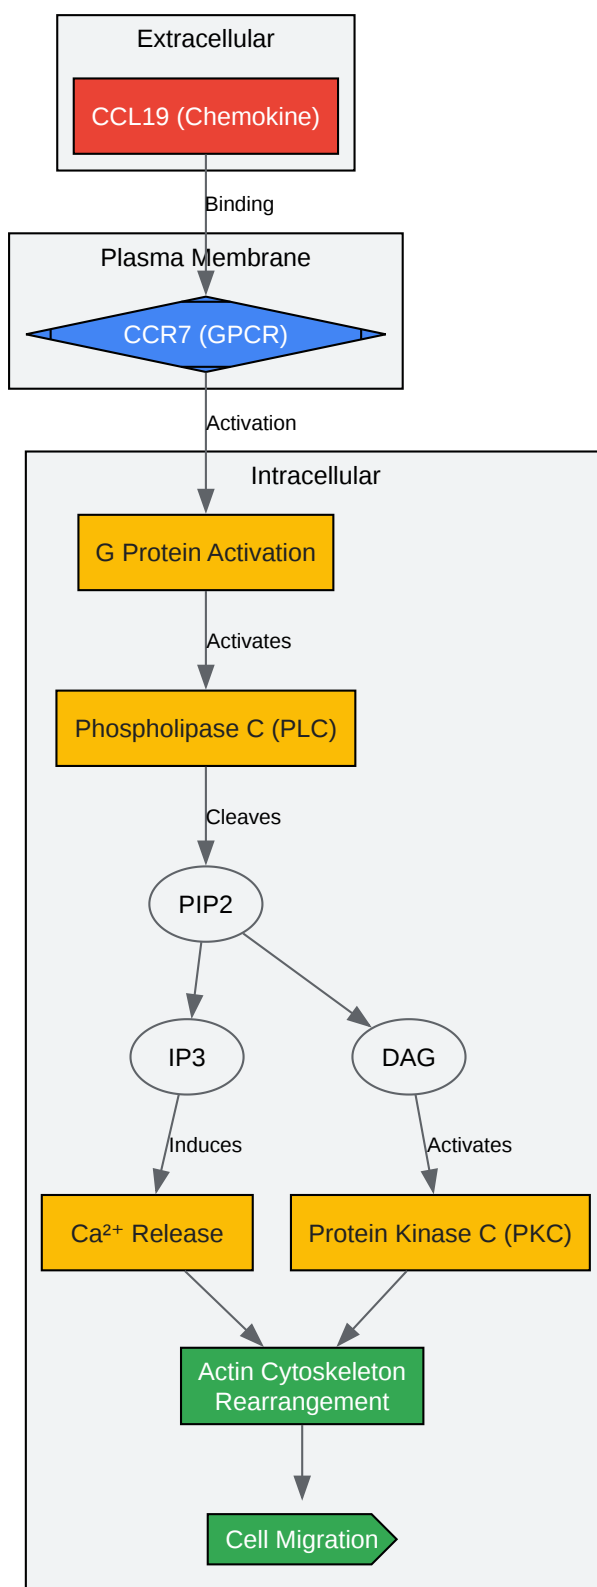 Extracellular
CCL19 (Chemokine)
Binding
Plasma Membrane
CCR7 (GPCR)
Activation
Intracellular
G Protein Activation
Activates
Phospholipase C (PLC)
Cleaves
PIP2
IP3
DAG
Induces
Activates
Ca²⁺ Release
Protein Kinase C (PKC)
Actin Cytoskeleton
Rearrangement
Cell Migration